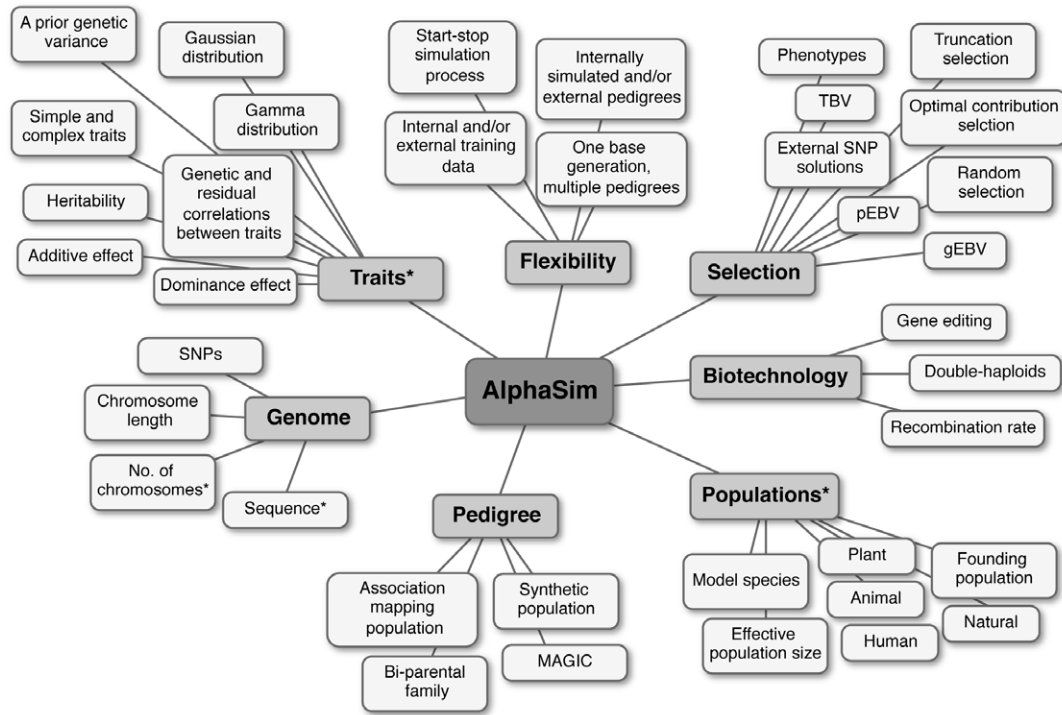 A prior genetic
variance
Gaussian
distribution
Gamma
distribution
Simple and
complex traits
Genetic and
residual
correlations
between traits
Heritability
Additive effect
Dominance effect
Traits*
Start-stop
simulation
process
Internally
simulated and/or
external pedigrees
Internal and/or
external training
data
One base
generation,
multiple pedigrees
Flexibility
Phenotypes
Truncation
selection
TBV
Optimal contribution
selction
External SNP
solutions
Random
selection
pEBV
gEBV
Selection
AlphaSim
Gene editing
Biotechnology
Double-haploids
Recombination rate
SNPs
Chromosome
length
Genome
No. of
chromosomes*
Sequence*
Pedigree
Association
mapping
population
Synthetic
population
Bi-parental
family
MAGIC
Populations*
Model species
Plant
Founding
population
Animal
Natural
Effective
population size
Human